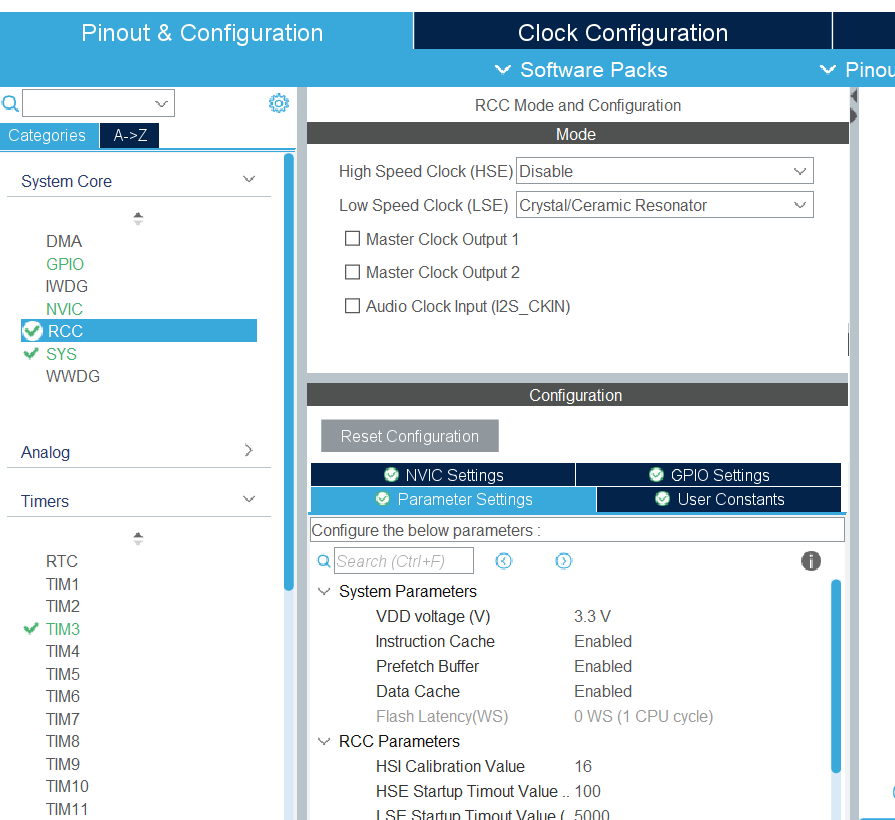 Pinout & Configuration
Clock Configuration
Software Packs
Pinou
Categories
A->Z
System Core
DMA
GPIO
IWDG
NVIC
RCC
SYS
WWDG
Analog
Timers
RTC
TIM1
TIM2
TIM3
TIM4
TIM5
TIM6
TIM7
TIM8
TIM9
TIM10
TIM11
RCC Mode and Configuration
Mode
High Speed Clock (HSE) Disable
Low Speed Clock (LSE) Crystal/Ceramic Resonator
Master Clock Output 1
Master Clock Output 2
Audio Clock Input (I2S_CKIN)
Configuration
Reset Configuration
NVIC Settings
GPIO Settings
Parameter Settings
User Constants
Configure the below parameters :
Search (Ctrl+F)
System Parameters
VDD voltage (V) 3.3 V
Instruction Cache Enabled
Prefetch Buffer Enabled
Data Cache Enabled
Flash Latency(WS) 0 WS (1 CPU cycle)
RCC Parameters
HSI Calibration Value 16
HSE Startup Timout Value .. 100
LSE Startup Timout Value ( 5000